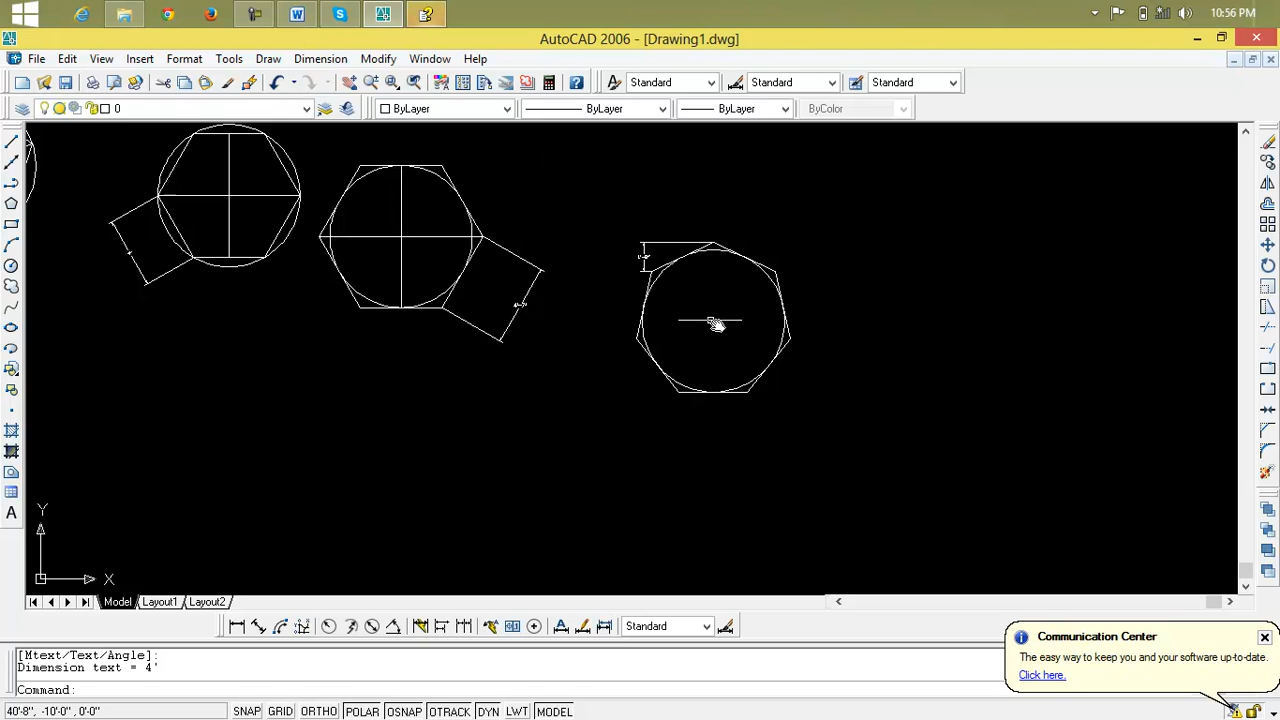 10:56 PM
AutoCAD 2006 - [Drawing1.dwg]
File Edit View Insert Format Tools Draw Dimension Modify Window Help
Standard Standard Standard
0 ByLayer ByLayer ByLayer ByColor
A
Y
X
Model Layout1 Layout2
Standard
[Mtext/Text/Angle]:
Dimension text = 4'
Command:
Communication Center
The easy way to keep you and your software up-to-date.
Click here.
40'-8", -10'-0", 0'-0" SNAP GRID ORTHO POLAR OSNAP OTRACK DYN LWT MODEL